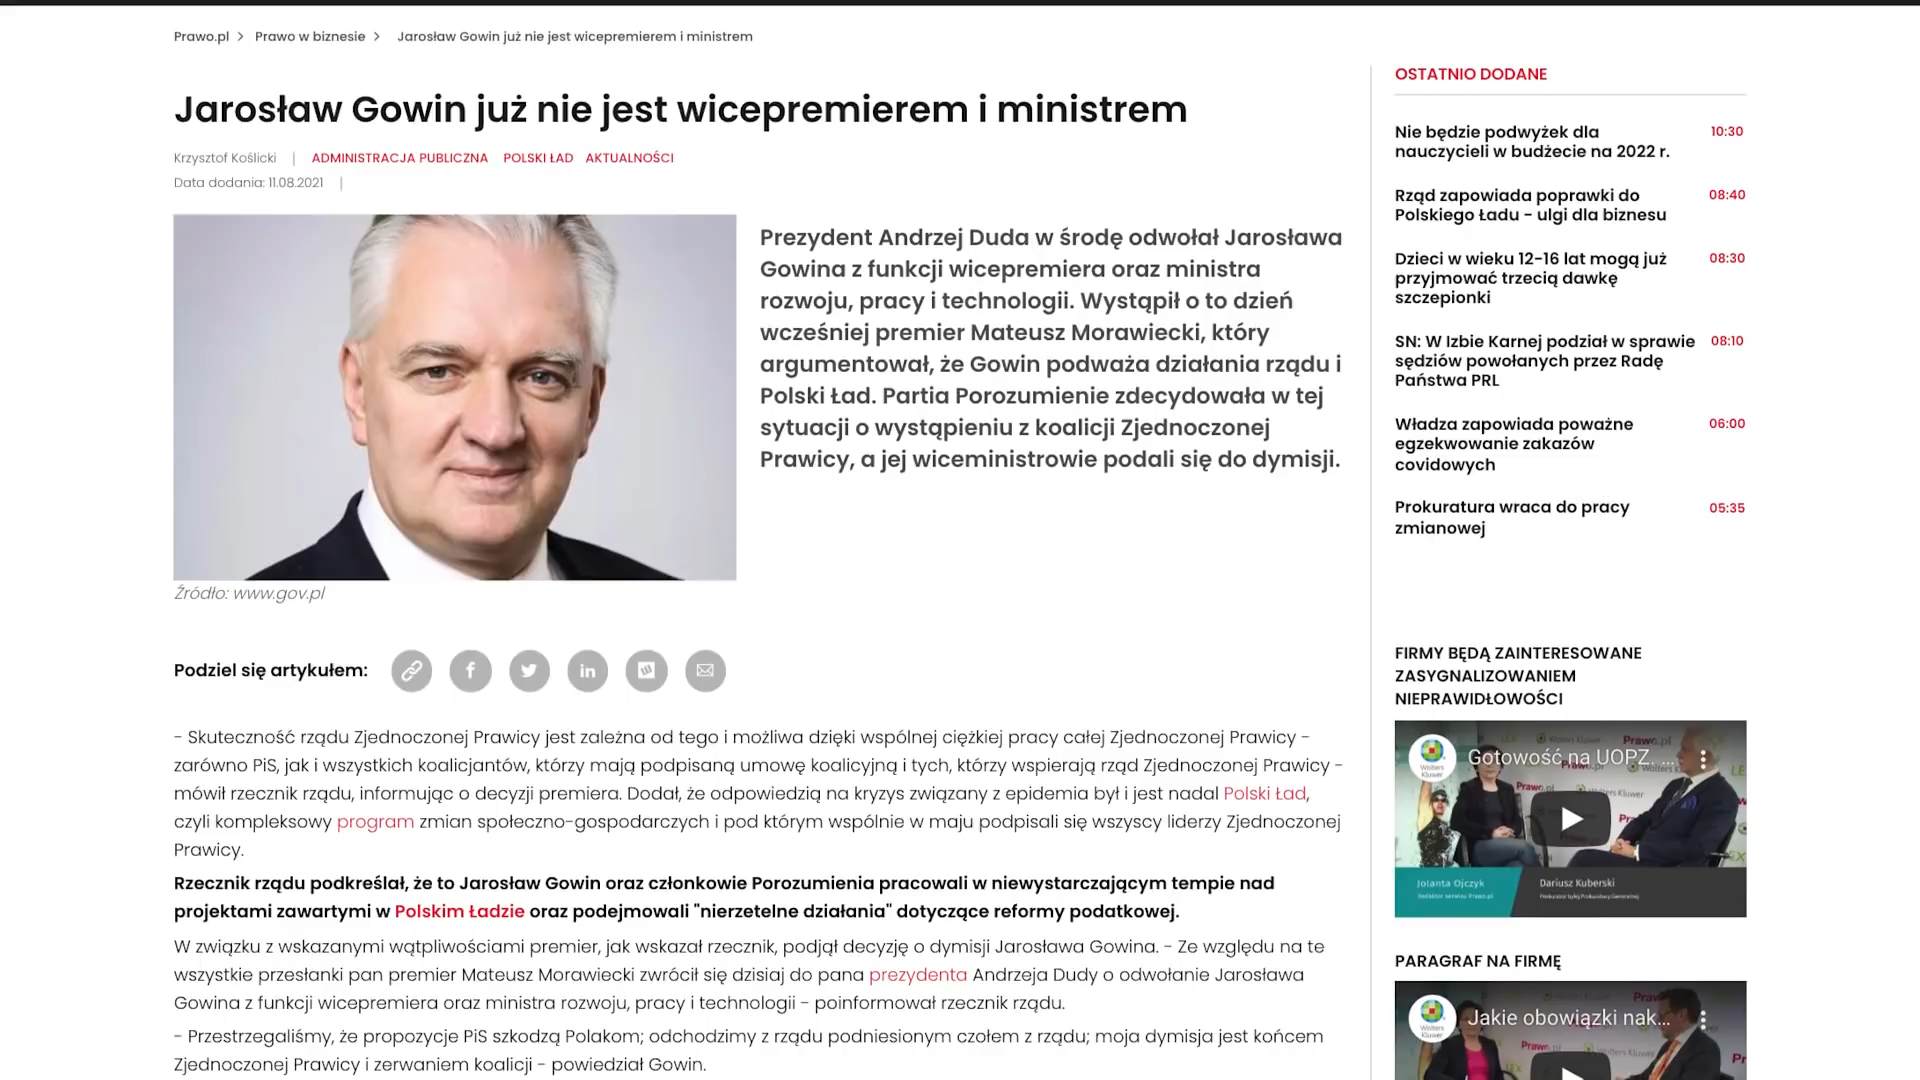 Prawo.pl > Prawo w biznesie > Jarosław Gowin już nie jest wicepremierem i ministrem
Jarosław Gowin już nie jest wicepremierem i ministrem
Krzysztof Koślicki | ADMINISTRACJA PUBLICZNA POLSKI ŁAD AKTUALNOŚCI
Data dodania: 11.08.2021 |
Prezydent Andrzej Duda w środę odwołał Jarosława
Gowina z funkcji wicepremiera oraz ministra
rozwoju, pracy i technologii. Wystąpił o to dzień
wcześniej premier Mateusz Morawiecki, który
argumentował, że Gowin podważa działania rządu i
Polski Ład. Partia Porozumienie zdecydowała w tej
sytuacji o wystąpieniu z koalicji Zjednoczonej
Prawicy, a jej wiceministrowie podali się do dymisji.
Źródło: www.gov.pl
Podziel się artykułem:
- Skuteczność rządu Zjednoczonej Prawicy jest zależna od tego i możliwa dzięki wspólnej ciężkiej pracy całej Zjednoczonej Prawicy -
zarówno PiS, jak i wszystkich koalicjantów, którzy mają podpisaną umowę koalicyjną i tych, którzy wspierają rząd Zjednoczonej Prawicy -
mówił rzecznik rządu, informując o decyzji premiera. Dodał, że odpowiedzią na kryzys związany z epidemia był i jest nadal Polski Ład,
czyli kompleksowy program zmian społeczno-gospodarczych i pod którym wspólnie w maju podpisali się wszyscy liderzy Zjednoczonej
Prawicy.
Rzecznik rządu podkreślał, że to Jarosław Gowin oraz członkowie Porozumienia pracowali w niewystarczającym tempie nad
projektami zawartymi w Polskim Ładzie oraz podejmowali "nierzetelne działania" dotyczące reformy podatkowej.
W związku z wskazanymi wątpliwościami premier, jak wskazał rzecznik, podjął decyzję o dymisji Jarosława Gowina. - Ze względu na te
wszystkie przesłanki pan premier Mateusz Morawiecki zwrócił się dzisiaj do pana prezydenta Andrzeja Dudy o odwołanie Jarosława
Gowina z funkcji wicepremiera oraz ministra rozwoju, pracy i technologii - poinformował rzecznik rządu.
- Przestrzegaliśmy, że propozycje PiS szkodzą Polakom; odchodzimy z rządu podniesionym czołem z rządu; moja dymisja jest końcem
Zjednoczonej Prawicy i zerwaniem koalicji - powiedział Gowin.
OSTATNIO DODANE
Nie będzie podwyżek dla 10:30
nauczycieli w budżecie na 2022 r.
Rząd zapowiada poprawki do 08:40
Polskiego Ładu - ulgi dla biznesu
Dzieci w wieku 12-16 lat mogą już 08:30
przyjmować trzecią dawkę
szczepionki
SN: W Izbie Karnej podział w sprawie 08:10
sędziów powołanych przez Radę
Państwa PRL
Władza zapowiada poważne 06:00
egzekwowanie zakazów
covidowych
Prokuratura wraca do pracy 05:35
zmianowej
FIRMY BĘDĄ ZAINTERESOWANE
ZASYGNALIZOWANIEM
NIEPRAWIDŁOWOŚCI
Wolters Kluwer
Gotowość na UOPZ. ...
Jolanta Ojczyk
Redaktor serwisu Prawo.pl
Dariusz Kuberski
PARAGRAF NA FIRMĘ
Wolters Kluwer
Jakie obowiązki nak...